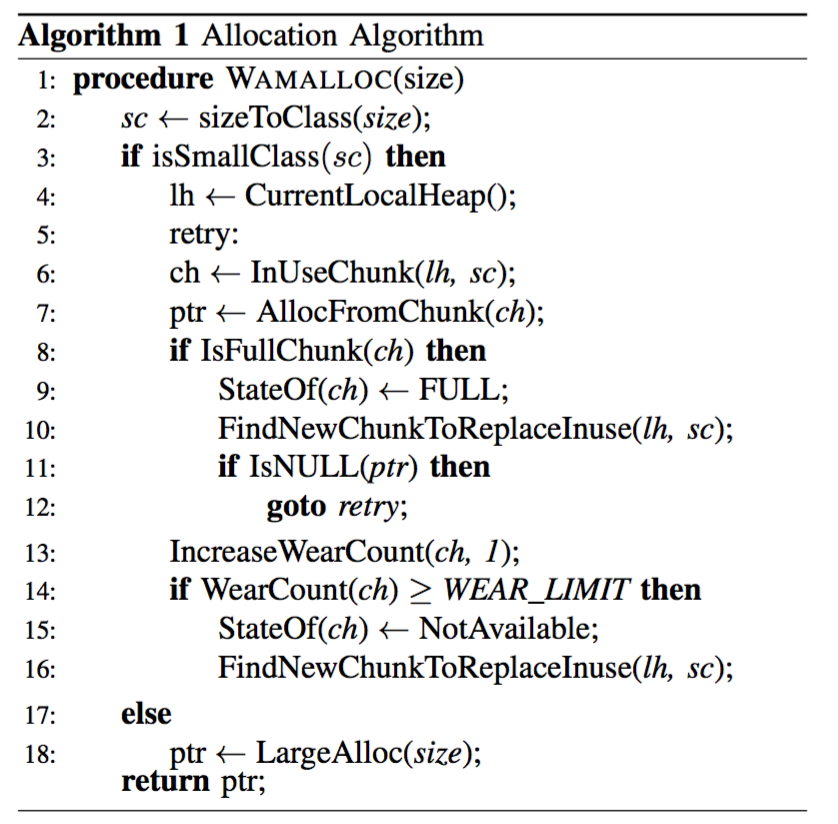 Algorithm 1 Allocation Algorithm
1: procedure WAMALLOC(size)
2: sc ← sizeToClass(size);
3: if isSmallClass(sc) then
4: lh ← CurrentLocalHeap();
5: retry:
6: ch ← InUseChunk(lh, sc);
7: ptr ← AllocFromChunk(ch);
8: if IsFullChunk(ch) then
9: StateOf(ch) ← FULL;
10: FindNewChunkToReplaceInuse(lh, sc);
11: if IsNULL(ptr) then
12: goto retry;
13: IncreaseWearCount(ch, 1);
14: if WearCount(ch) ≥ WEAR_LIMIT then
15: StateOf(ch) ← NotAvailable;
16: FindNewChunkToReplaceInuse(lh, sc);
17: else
18: ptr ← LargeAlloc(size);
return ptr;